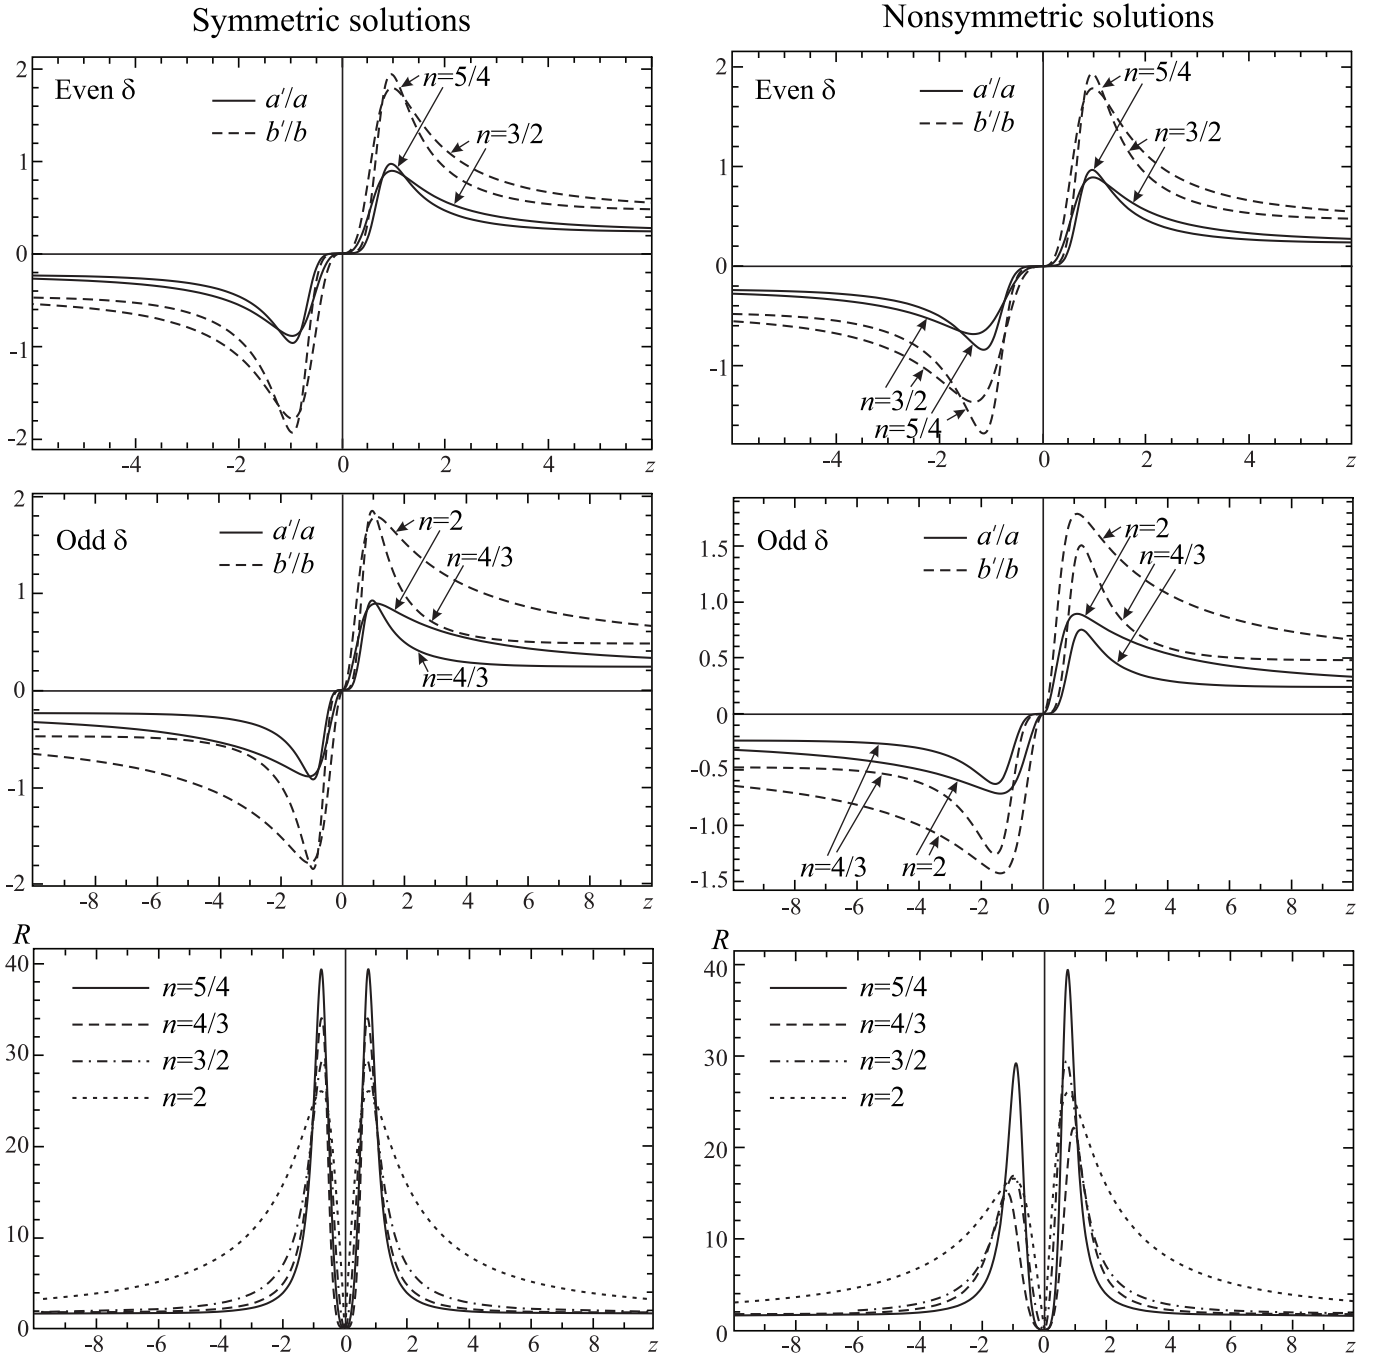 Symmetric solutions
Nonsymmetric solutions
Even δ
a′/a
b′/b
n=5/4
n=3/2
2
1
0
-1
-2
-4
-2
0
2
4
z
Even δ
a′/a
b′/b
n=5/4
n=3/2
n=3/2
n=5/4
2
1
0
-1
-4
-2
0
2
4
z
Odd δ
a′/a
b′/b
n=2
n=4/3
n=4/3
2
1
0
-1
-2
-8
-6
-4
-2
0
2
4
6
8
z
Odd δ
a′/a
b′/b
n=2
n=4/3
n=4/3
n=2
1.5
1.0
0.5
0
-0.5
-1.0
-1.5
-8
-6
-4
-2
0
2
4
6
8
z
R
n=5/4
n=4/3
n=3/2
n=2
40
30
20
10
0
-8
-6
-4
-2
0
2
4
6
8
z
R
n=5/4
n=4/3
n=3/2
n=2
40
30
20
10
0
-8
-6
-4
-2
0
2
4
6
8
z